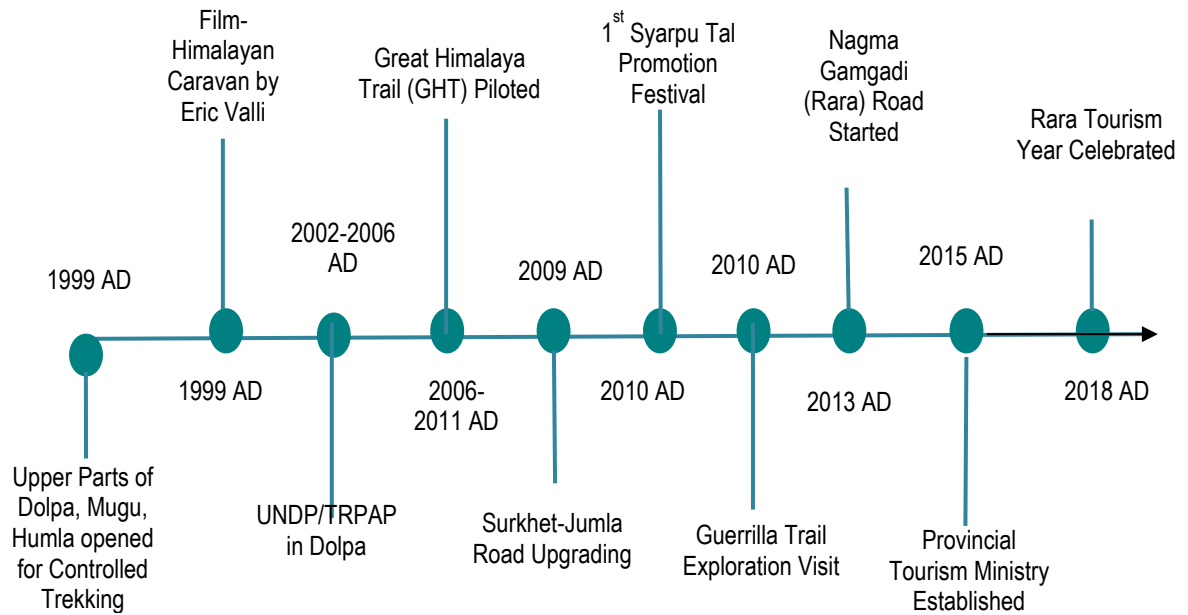 Film-
Himalayan
Caravan by
Eric Valli
Great Himalaya
Trail (GHT) Piloted
1st Syarpu Tal
Promotion
Festival
Nagma
Gamgadi
(Rara) Road
Started
Rara Tourism
Year Celebrated
1999 AD
2002-2006
AD
2009 AD
2010 AD
2015 AD
1999 AD
2006-
2011 AD
2010 AD
2013 AD
2018 AD
Upper Parts of
Dolpa, Mugu,
Humla opened
for Controlled
Trekking
UNDP/TRPAP
in Dolpa
Surkhet-Jumla
Road Upgrading
Guerrilla Trail
Exploration Visit
Provincial
Tourism Ministry
Established